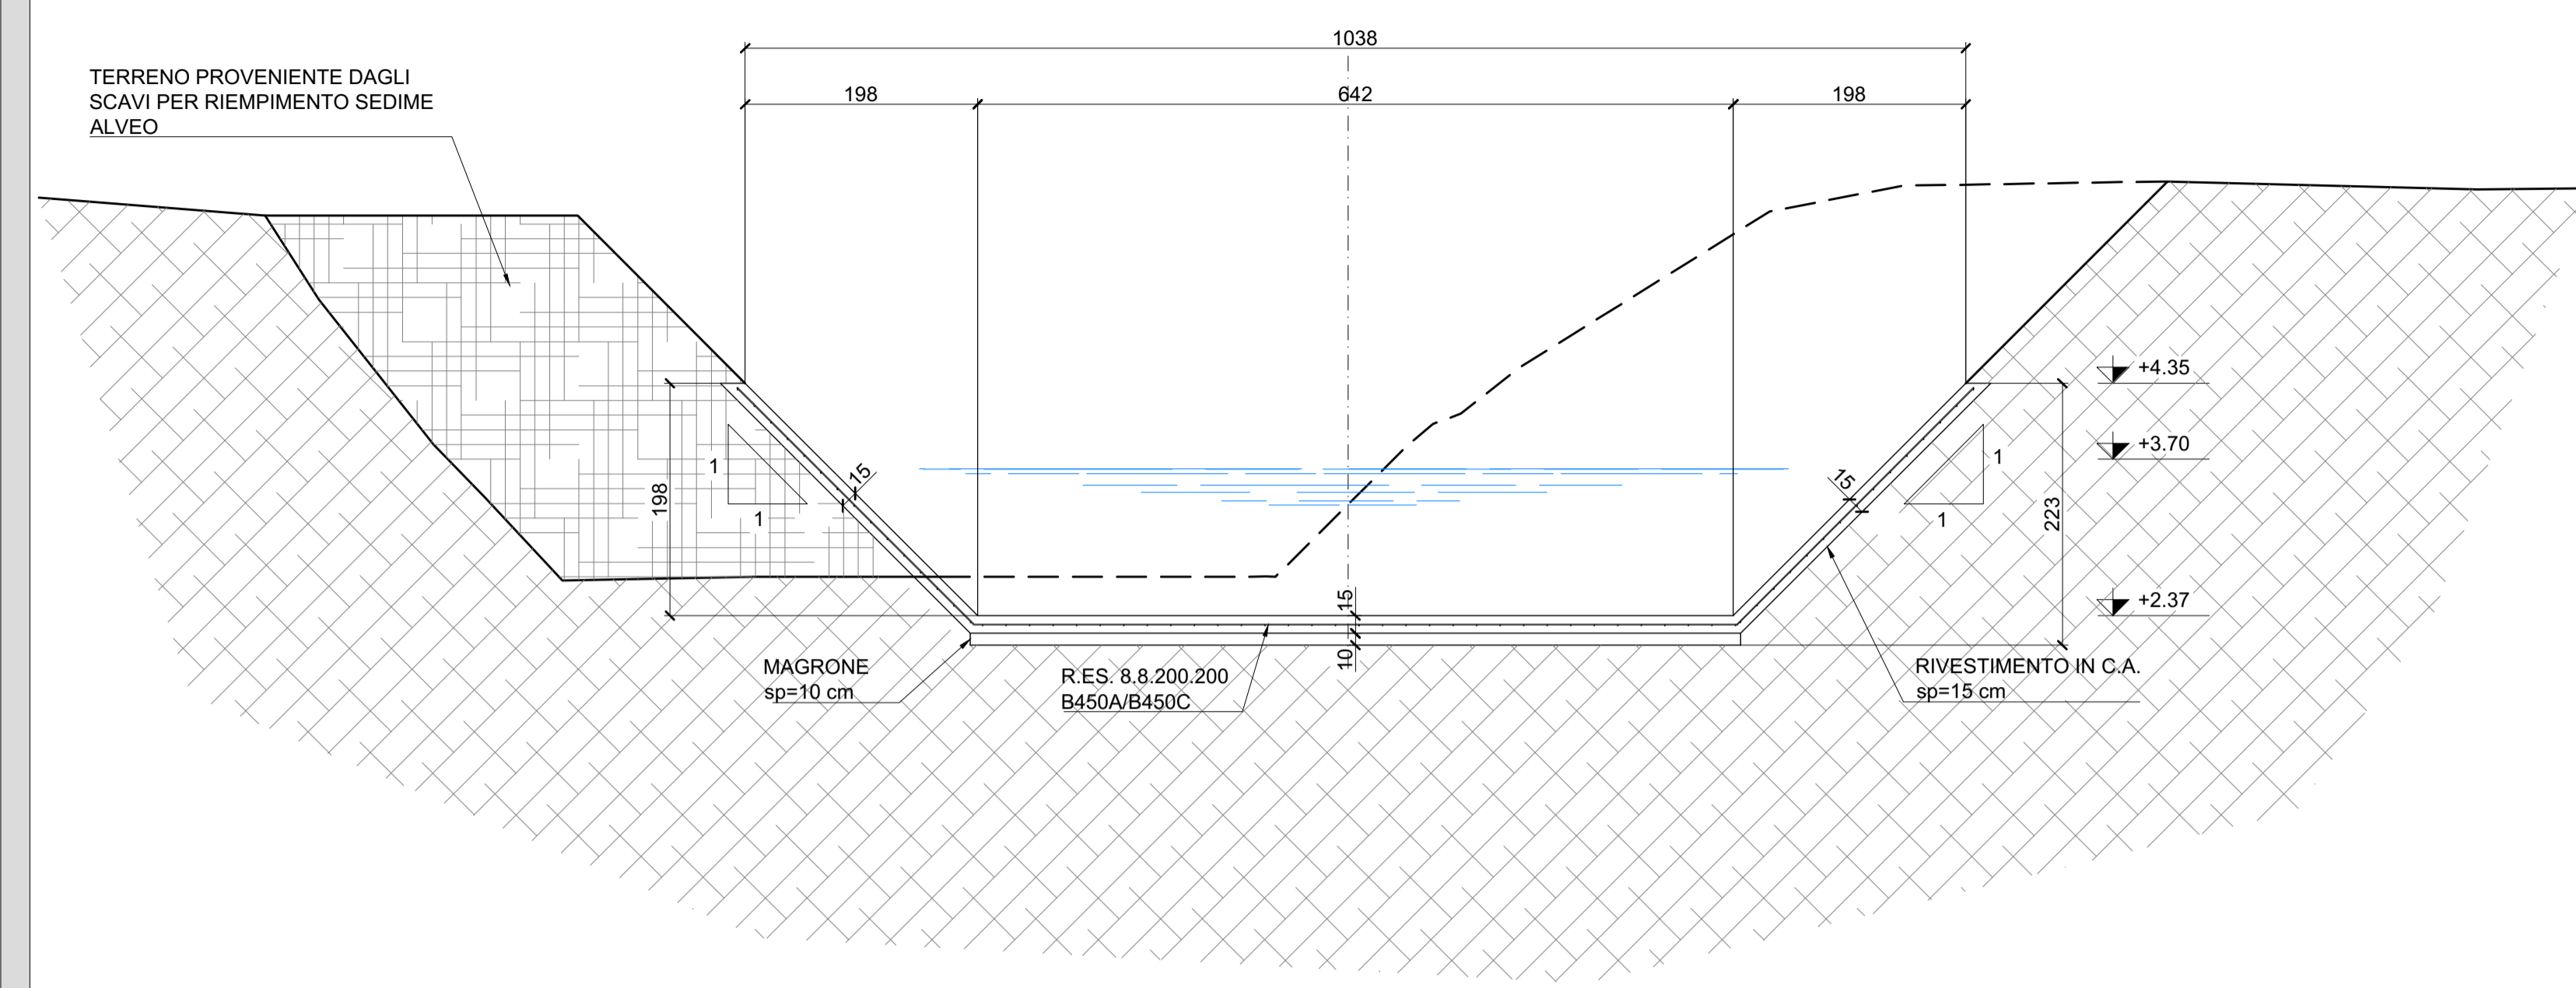 1038
198
642
198
TERRENO PROVENIENTE DAGLI
SCAVI PER RIEMPIMENTO SEDIME
ALVEO
+4.35
+3.70
+2.37
198
1
1
15
15
1
1
223
15
10
MAGRONE
sp=10 cm
R.ES. 8.8.200.200
B450A/B450C
RIVESTIMENTO IN C.A.
sp=15 cm